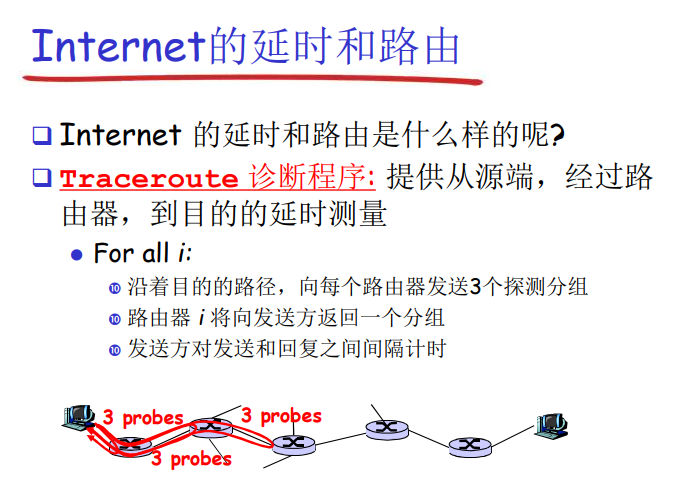 Internet的延时和路由
Internet 的延时和路由是什么样的呢?
Traceroute 诊断程序: 提供从源端，经过路
由器，到目的的延时测量
For all i:
沿着目的的路径，向每个路由器发送3个探测分组
路由器 i 将向发送方返回一个分组
发送方对发送和回复之间间隔计时
3 probes
3 probes
3 probes